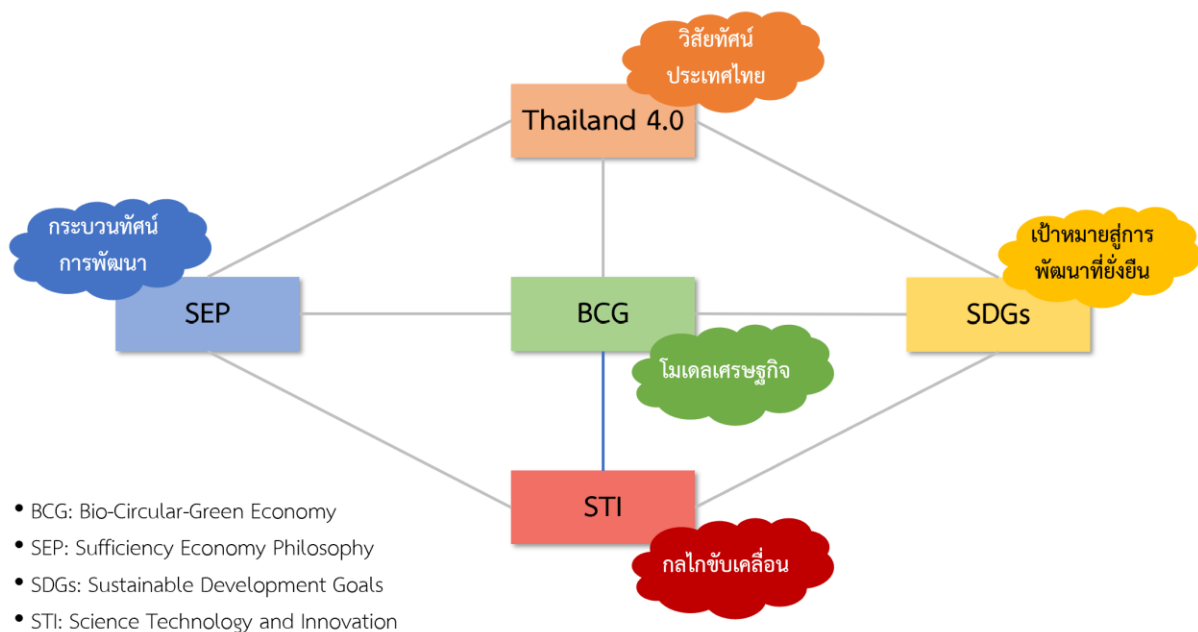 วิสัยทัศน์
ประเทศไทย
Thailand 4.0
กระบวนทัศน์
การพัฒนา
เป้าหมายสู่การ
พัฒนาที่ยั่งยืน
SEP
BCG
SDGs
โมเดลเศรษฐกิจ
STI
กลไกขับเคลื่อน
• BCG: Bio-Circular-Green Economy
• SEP: Sufficiency Economy Philosophy
• SDGs: Sustainable Development Goals
• STI: Science Technology and Innovation